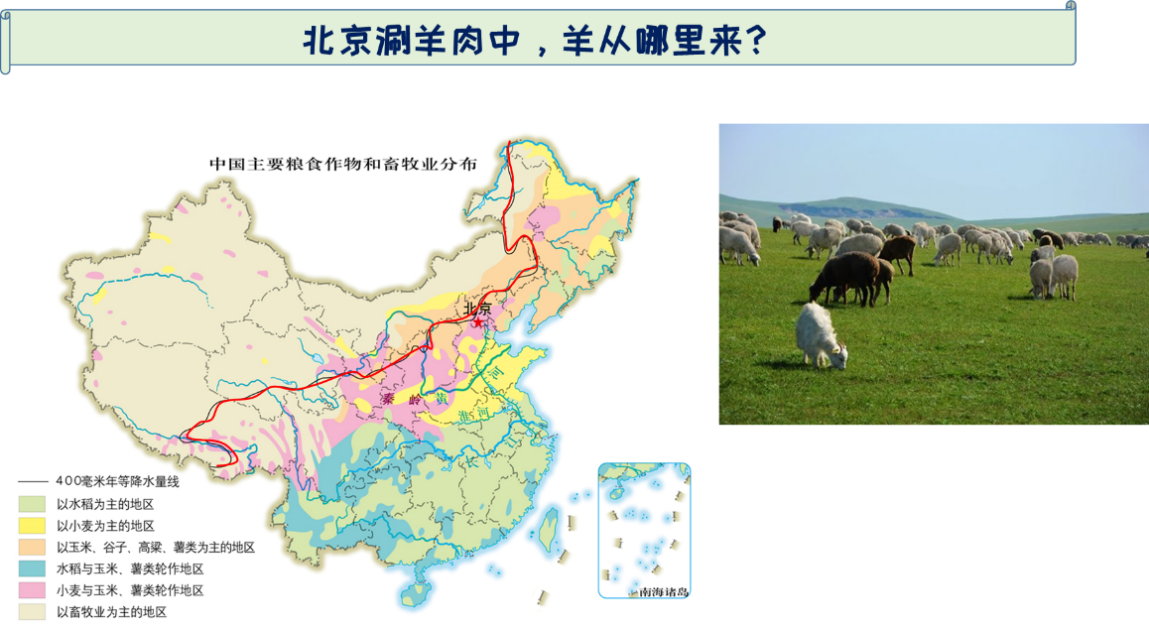 北京涮羊肉中，羊从哪里来？
中国主要粮食作物和畜牧业分布
北京
河
秦岭
黄
淮河
400毫米年等降水量线
以水稻为主的地区
以小麦为主的地区
以玉米、谷子、高粱、薯类为主的地区
水稻与玉米、薯类轮作地区
小麦与玉米、薯类轮作地区
以畜牧业为主的地区
南海诸岛